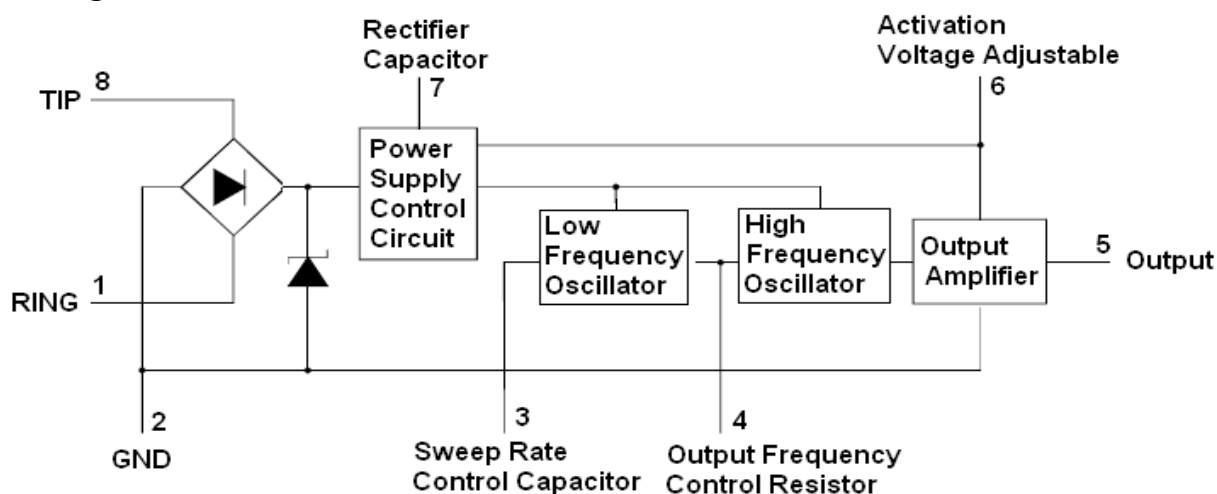 Rectifier
Capacitor
7
Activation
Voltage Adjustable
6
TIP
8
Power
Supply
Control
Circuit
Low
Frequency
Oscillator
High
Frequency
Oscillator
Output
Amplifier
5
Output
RING
1
2
GND
3
Sweep Rate
Control Capacitor
4
Output Frequency
Control Resistor